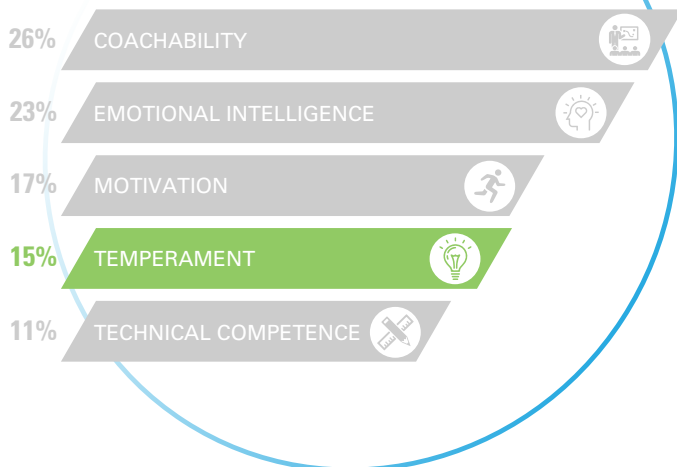 26% COACHABILITY
23% EMOTIONAL INTELLIGENCE
17% MOTIVATION
15% TEMPERAMENT
11% TECHNICAL COMPETENCE